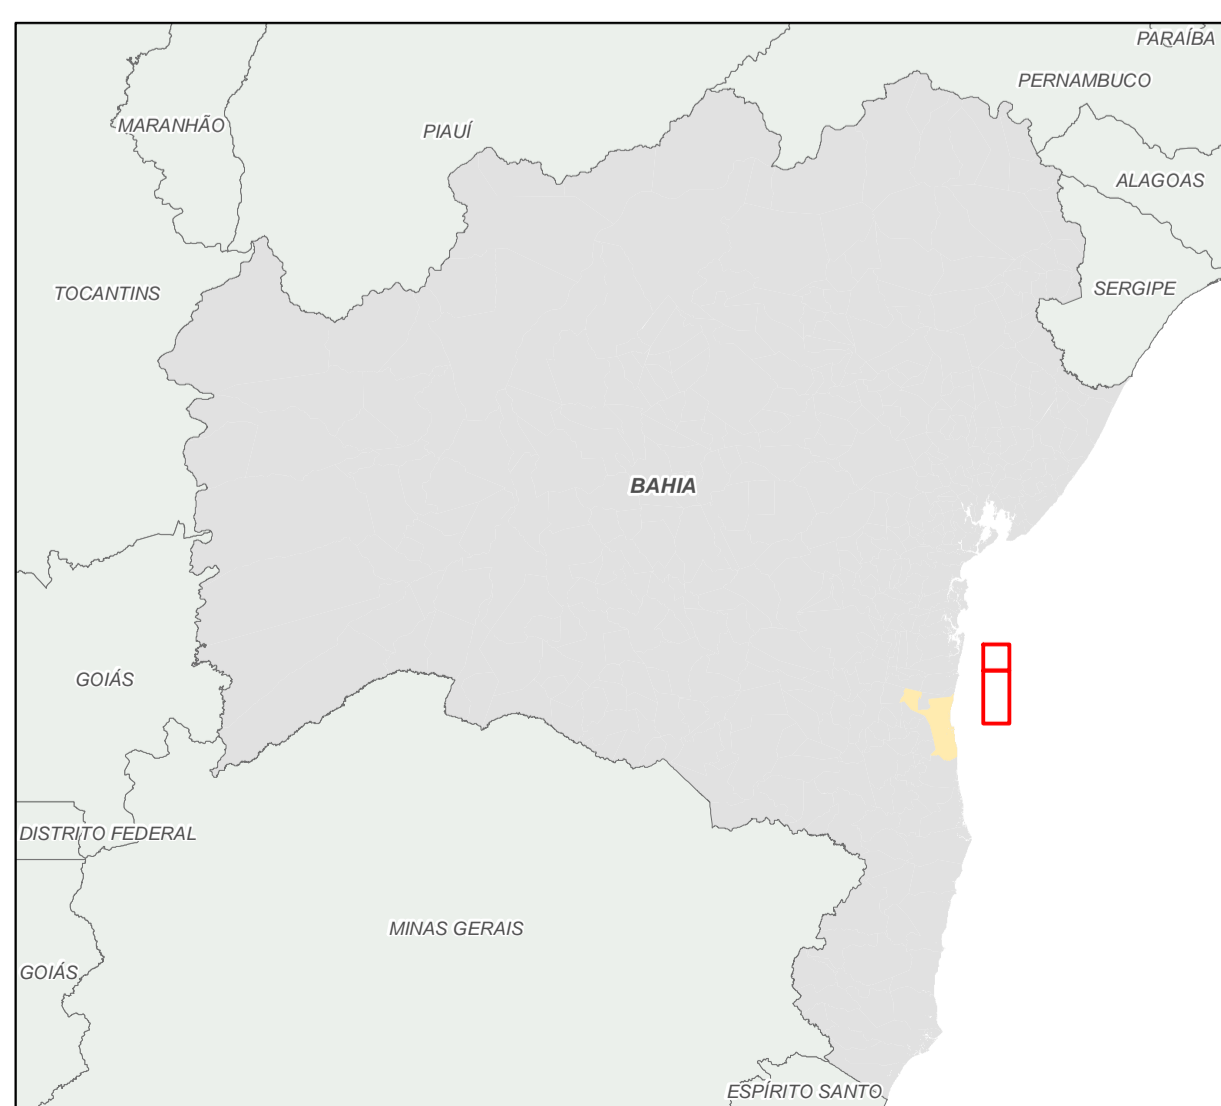 PARAÍBA
PERNAMBUCO
MARANHÃO
PIAUÍ
ALAGOAS
TOCANTINS
SERGIPE
BAHIA
GOIÁS
DISTRITO FEDERAL
MINAS GERAIS
GOIÁS
ESPÍRITO SANTO